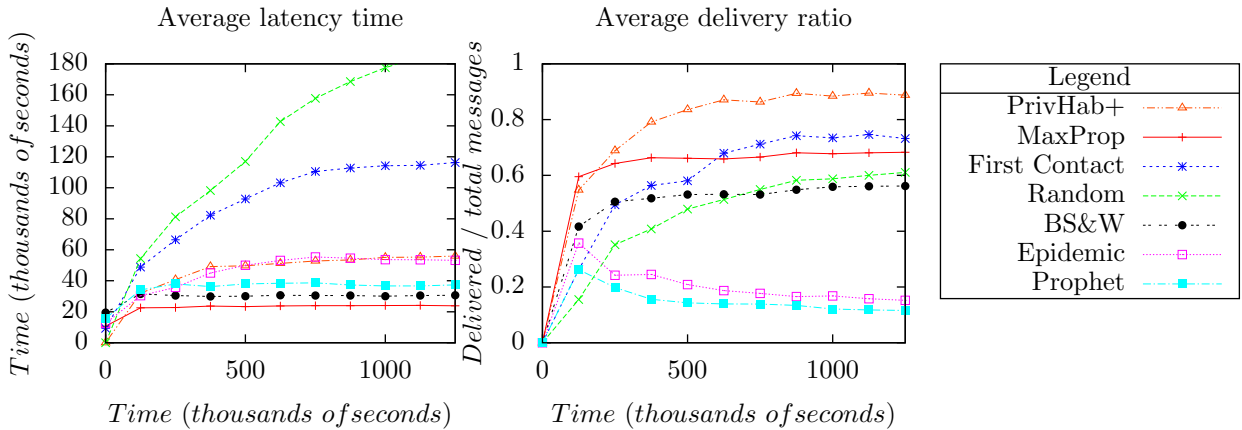 Average latency time
Time (thousands of seconds)
180
160
140
120
100
80
60
40
20
0
0 500 1000
Time (thousands of seconds)
Average delivery ratio
Delivered / total messages
1
0.8
0.6
0.4
0.2
0
0 500 1000
Time (thousands of seconds)
Legend
PrivHab+
MaxProp
First Contact
Random
BS&W
Epidemic
Prophet